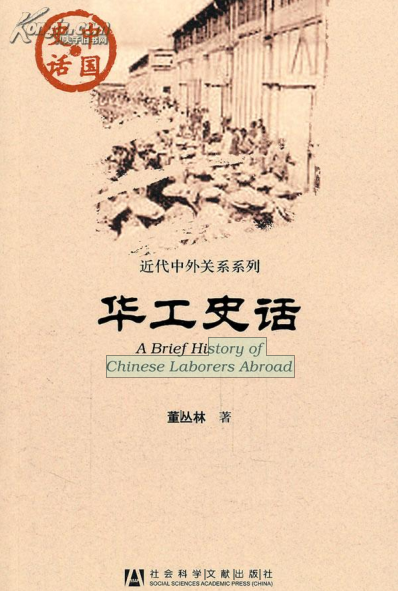 中国
史话
近代中外关系系列
华工史话
A Brief History of
Chinese Laborers Abroad
董丛林 著
社会科学文献出版社
SOCIAL SCIENCES ACADEMIC PRESS (CHINA)